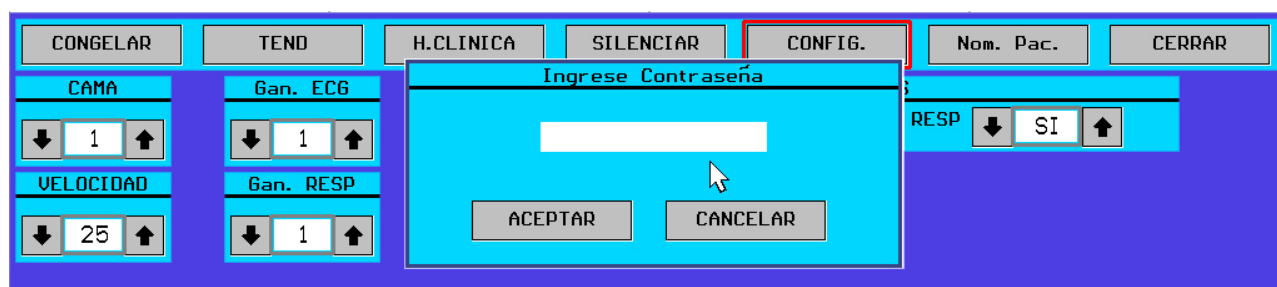 CONGELAR TEND H.CLINICA SILENCIAR CONFIG. Nom. Pac. CERRAR
CAMA Gan. ECG Ingrese Contraseña
1 1 RESP SI
VELOCIDAD Gan. RESP
25 1 ACEPTAR CANCELAR